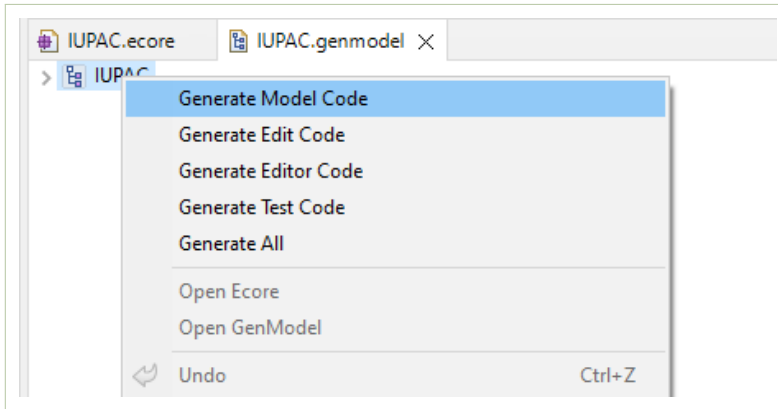 IUPAC.ecore IUPAC.genmodel
IUPAC
Generate Model Code
Generate Edit Code
Generate Editor Code
Generate Test Code
Generate All
Open Ecore
Open GenModel
Undo Ctrl+Z